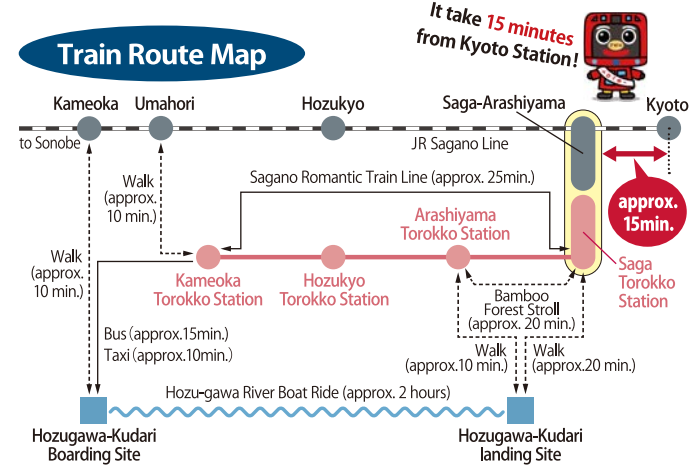 Train Route Map
It take 15 minutes
from Kyoto Station!
Kameoka
Umahori
Hozukyo
Saga-Arashiyama
Kyoto
to Sonobe
JR Sagano Line
Walk
(approx.
10 min.)
Sagano Romantic Train Line (approx. 25min.)
approx.
15min.
Arashiyama
Torokko Station
Walk
(approx.
10 min.)
Kameoka
Torokko Station
Hozukyo
Torokko Station
Saga
Torokko
Station
Bamboo
Forest Stroll
(approx. 20 min.)
Bus (approx.15min.)
Taxi (approx.10min.)
Walk
(approx.10 min.)
Walk
(approx.20 min.)
Hozu-gawa River Boat Ride (approx. 2 hours)
Hozugawa-Kudari
Boarding Site
Hozugawa-Kudari
landing Site